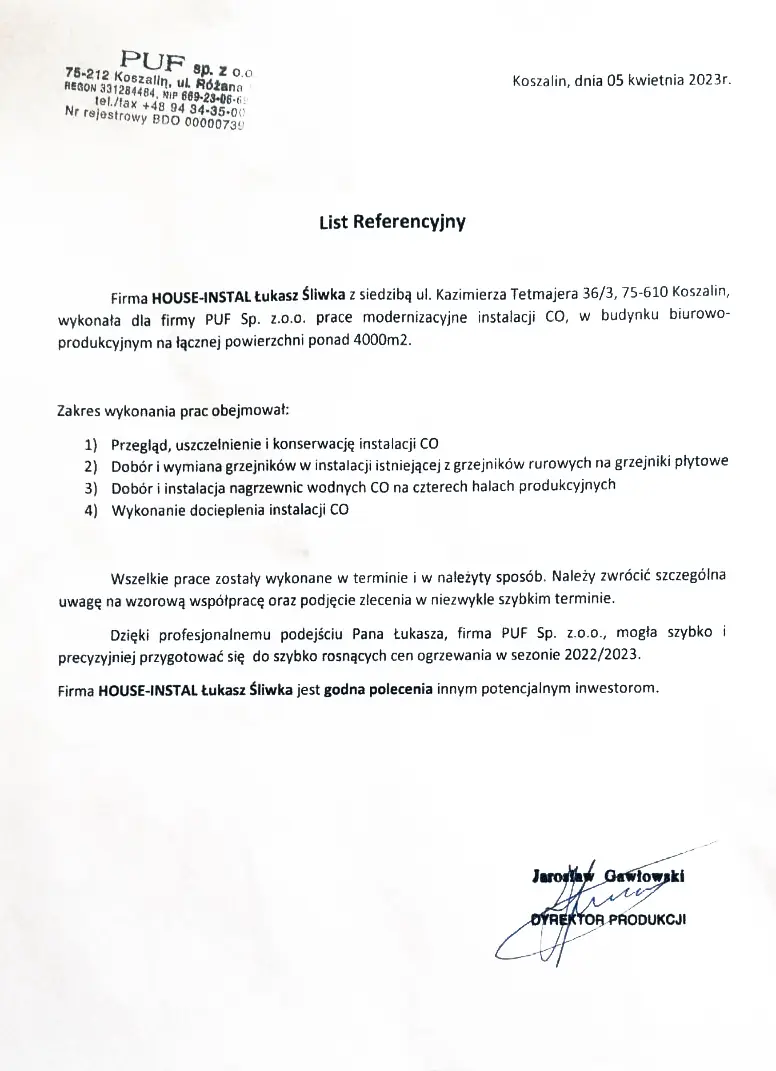 PUF sp. z o.o
75-212 Koszalin, ul. Różana
REGON 331284484, NIP 669-23-06-6
tel./fax +48 94 34-35-0
Nr rejestrowy BDO 0000073
Koszalin, dnia 05 kwietnia 2023r.
List Referencyjny
Firma HOUSE-INSTAL Łukasz Śliwka z siedzibą ul. Kazimierza Tetmajera 36/3, 75-610 Koszalin,
wykonała dla firmy PUF Sp. z.o.o. prace modernizacyjne instalacji CO, w budynku biurowo-
produkcyjnym na łącznej powierzchni ponad 4000m2.
Zakres wykonania prac obejmował:
1) Przegląd, uszczelnienie i konserwację instalacji CO
2) Dobór i wymiana grzejników w instalacji istniejącej z grzejników rurowych na grzejniki płytowe
3) Dobór i instalacja nagrzewnic wodnych CO na czterech halach produkcyjnych
4) Wykonanie docieplenia instalacji CO
Wszelkie prace zostały wykonane w terminie i w należyty sposób. Należy zwrócić szczególna
uwagę na wzorową współpracę oraz podjęcie zlecenia w niezwykle szybkim terminie.
Dzięki profesjonalnemu podejściu Pana Łukasza, firma PUF Sp. z.o.o., mogła szybko i
precyzyjniej przygotować się do szybko rosnących cen ogrzewania w sezonie 2022/2023.
Firma HOUSE-INSTAL Łukasz Śliwka jest godna polecenia innym potencjalnym inwestorom.
Jarosław Gawłowski
DYREKTOR PRODUKCJI